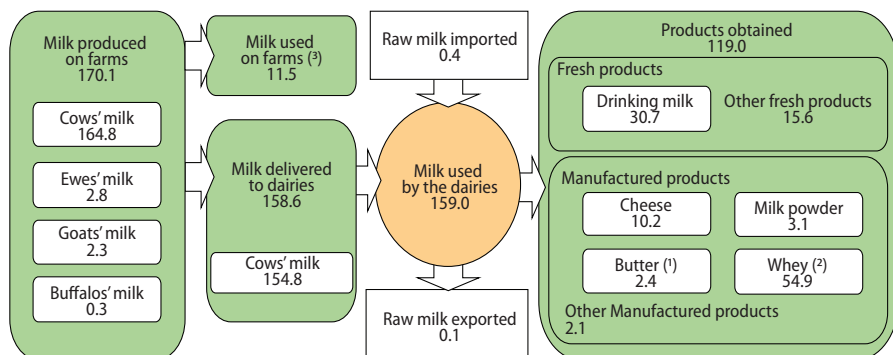 Milk produced
on farms
170.1
Cows' milk
164.8
Ewes' milk
2.8
Goats' milk
2.3
Buffalos' milk
0.3
Milk used
on farms (³)
11.5
Milk delivered
to dairies
158.6
Cows' milk
154.8
Raw milk imported
0.4
Milk used
by the dairies
159.0
Raw milk exported
0.1
Products obtained
119.0
Fresh products
Drinking milk
30.7
Other fresh products
15.6
Manufactured products
Cheese
10.2
Milk powder
3.1
Butter (¹)
2.4
Whey (²)
54.9
Other Manufactured products
2.1